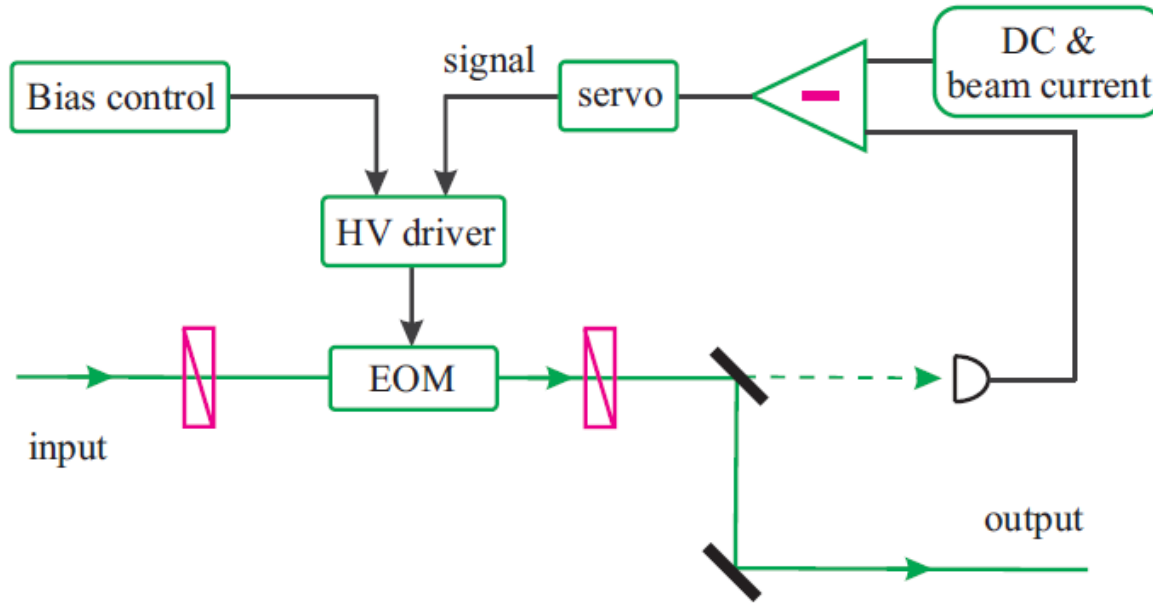 DC &
beam current
signal
Bias control
servo
HV driver
EOM
input
output